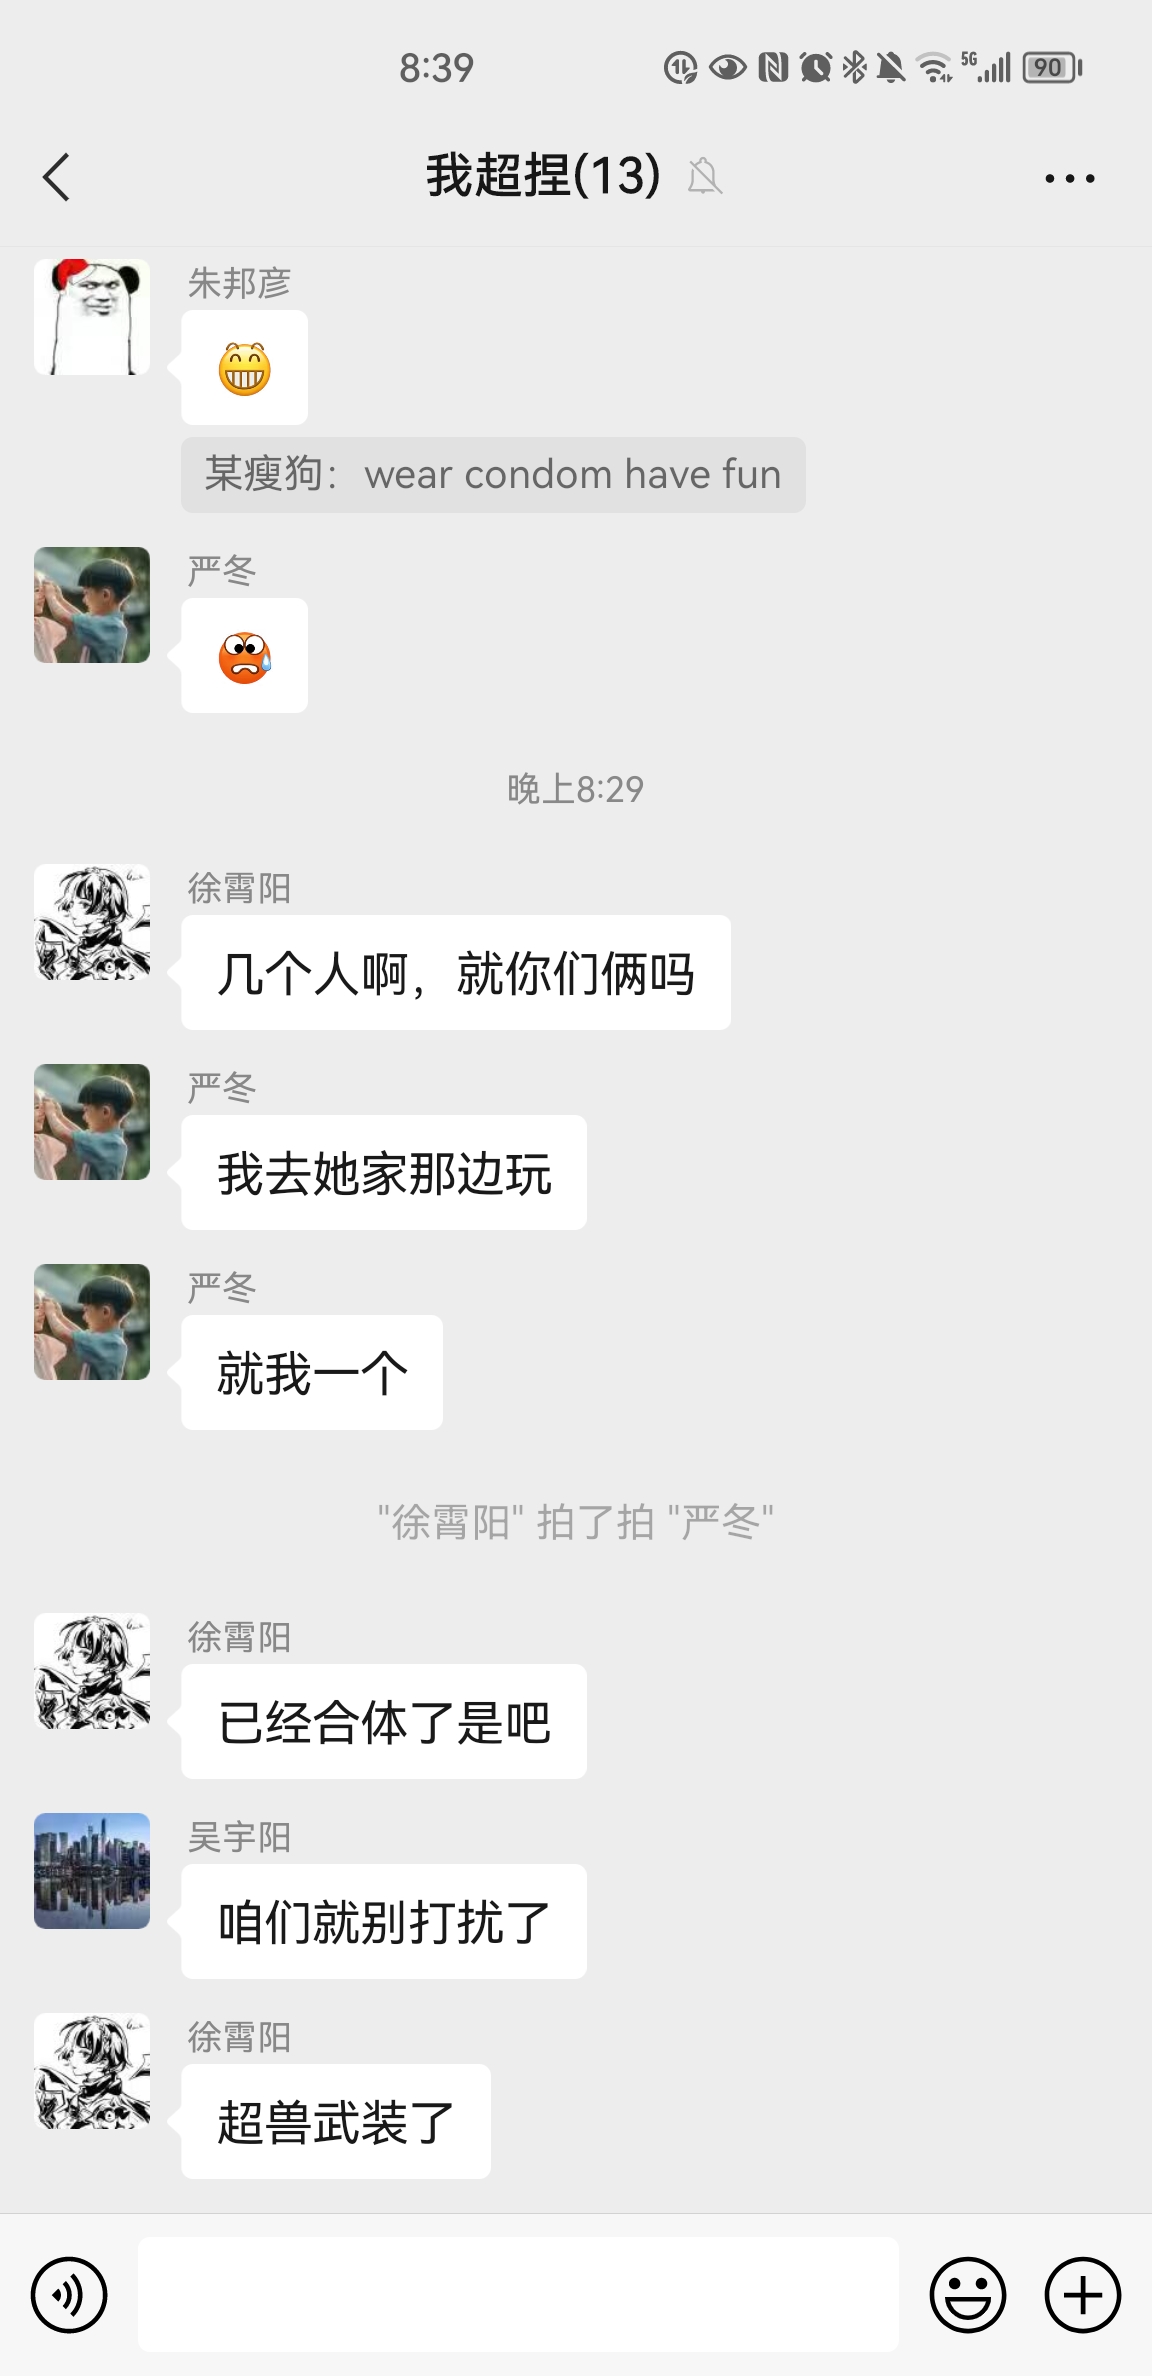 8:39
5G
90
我超捏(13)
朱邦彦
某瘦狗：wear condom have fun
严冬
晚上8:29
徐霄阳
几个人啊，就你们俩吗
严冬
我去她家那边玩
严冬
就我一个
"徐霄阳" 拍了拍 "严冬"
徐霄阳
已经合体了是吧
吴宇阳
咱们就别打扰了
徐霄阳
超兽武装了